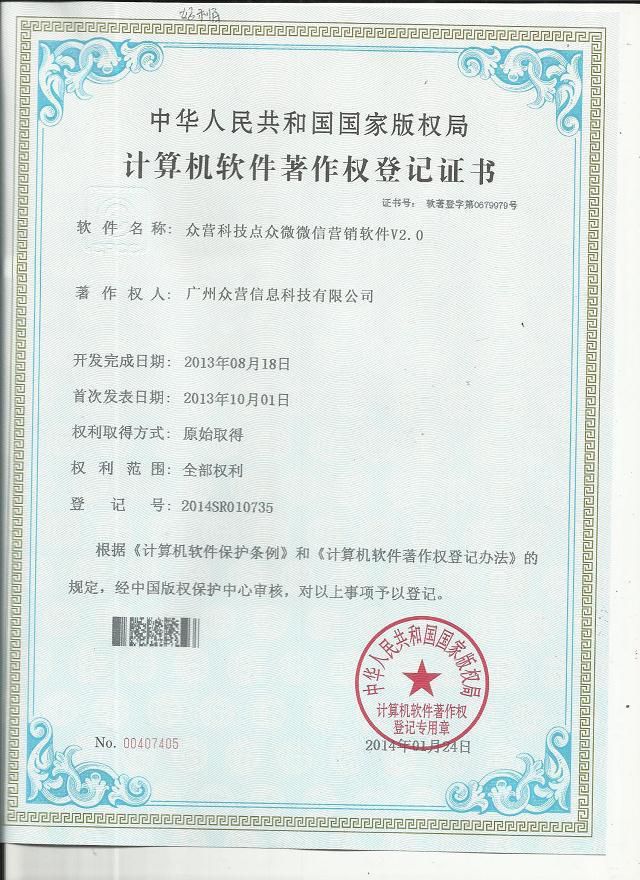 中华人民共和国国家版权局
计算机软件著作权登记证书
证书号： 软著登字第0679979号
软件名称： 众营科技点众微微信营销软件V2.0
著作权人： 广州众营信息科技有限公司
开发完成日期： 2013年08月18日
首次发表日期： 2013年10月01日
权利取得方式： 原始取得
权利范围： 全部权利
登记号： 2014SR010735
根据《计算机软件保护条例》和《计算机软件著作权登记办法》的
规定，经中国版权保护中心审核，对以上事项予以登记。
中华人民共和国国家版权局
计算机软件著作权
登记专用章
No. 00407405
2014年01月24日